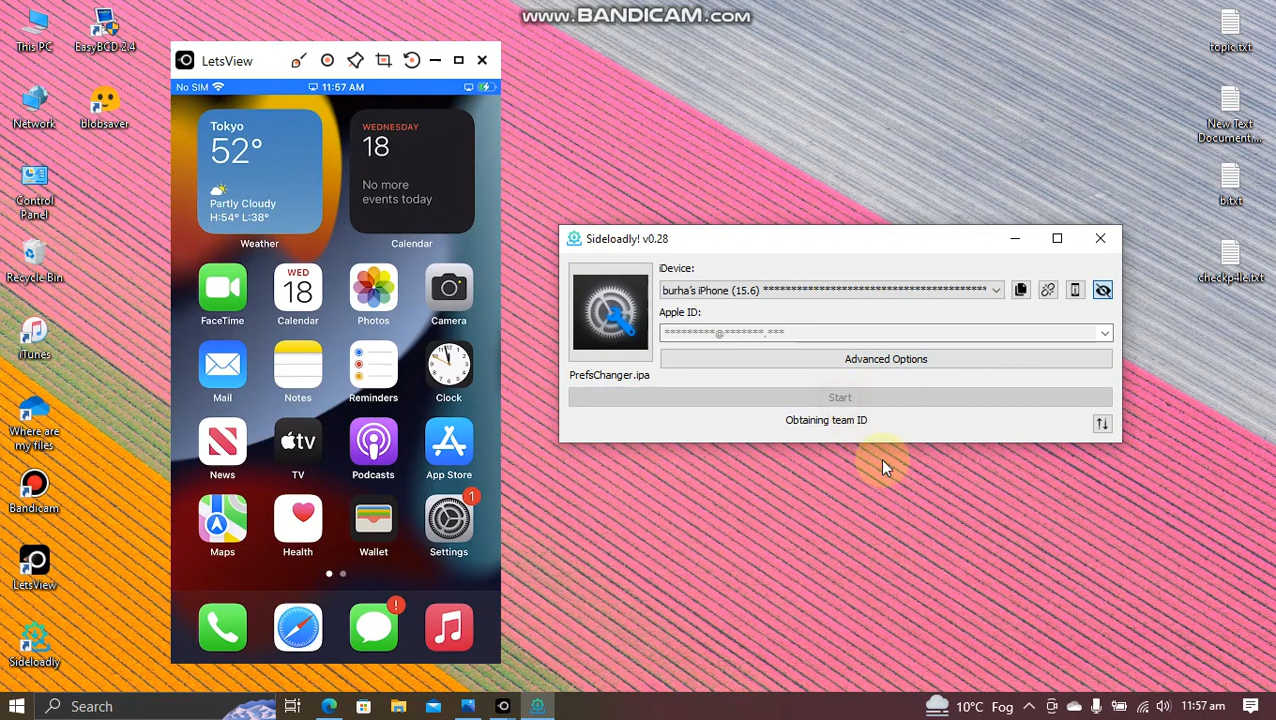 www.BANDICAM.com
This PC
EasyBCD 2.4
Network
Blobsaver
Control
Panel
Recycle Bin
iTunes
Where are
my files
Bandicam
LetsView
Sideloadly
LetsView
No SIM
11:57 AM
Tokyo
52°
Partly Cloudy
H:54° L:38°
Weather
WEDNESDAY
18
No more
events today
Calendar
FaceTime
WED
18
Calendar
Photos
Camera
Mail
Notes
Reminders
Clock
News
tv
TV
Podcasts
App Store
Maps
Health
Wallet
1
Settings
!
Sideloadly! v0.28
iDevice:
burha's iPhone (15.6) **************************************
Apple ID:
*********@*******.***
Advanced Options
PrefsChanger.ipa
Start
Obtaining team ID
topic.txt
New Text
Document....
b.txt
checkp4le.txt
Search
10°C Fog
11:57 am